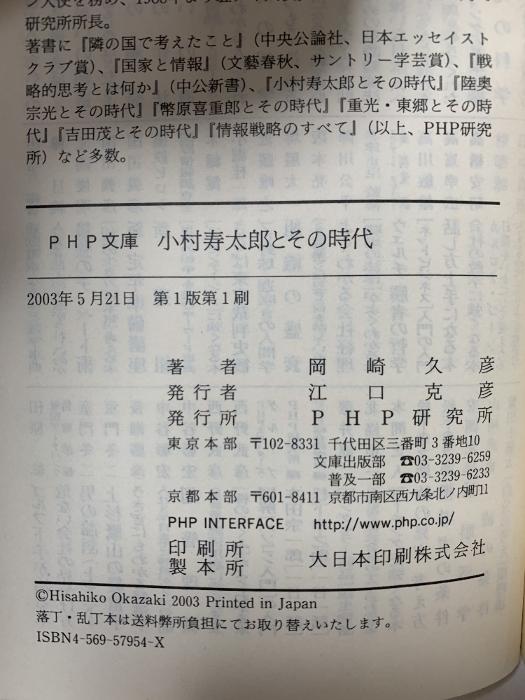 研究所所長。
著書に『隣の国で考えたこと』（中央公論社、日本エッセイスト
クラブ賞）、『国家と情報』（文藝春秋、サントリー学芸賞）、『戦
略的思考とは何か』（中公新書）、『小村寿太郎とその時代』『陸奥
宗光とその時代』『幣原喜重郎とその時代』『重光・東郷とその時
代』『吉田茂とその時代』『情報戦略のすべて』（以上、PHP研究
所）など多数。
PHP文庫 小村寿太郎とその時代
2003年5月21日 第1版第1刷
著者 岡崎久彦
発行者 江口克彦
発行所 PHP研究所
東京本部 〒102-8331 千代田区三番町3番地10
文庫出版部 ☎03-3239-6259
普及一部 ☎03-3239-6233
京都本部 〒601-8411 京都市南区西九条北ノ内町11
PHP INTERFACE http://www.php.co.jp/
印刷所
製本所 大日本印刷株式会社
©Hisahiko Okazaki 2003 Printed in Japan
落丁・乱丁本は送料弊所負担にてお取り替えいたします。
ISBN4-569-57954-X